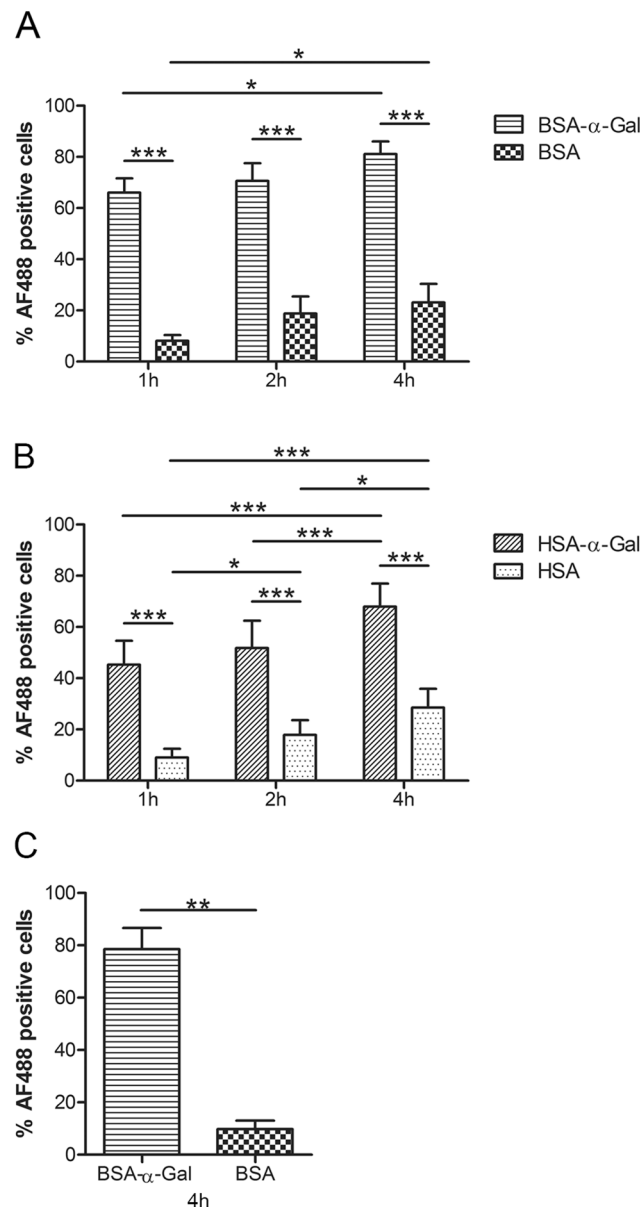 A
*
*
***
***
***
100
80
60
40
20
0
% AF488 positive cells
1h
2h
4h
BSA-α-Gal
BSA
B
***
*
***
***
*
***
***
***
100
80
60
40
20
0
% AF488 positive cells
1h
2h
4h
HSA-α-Gal
HSA
C
**
100
80
60
40
20
0
% AF488 positive cells
BSA-α-Gal
BSA
4h